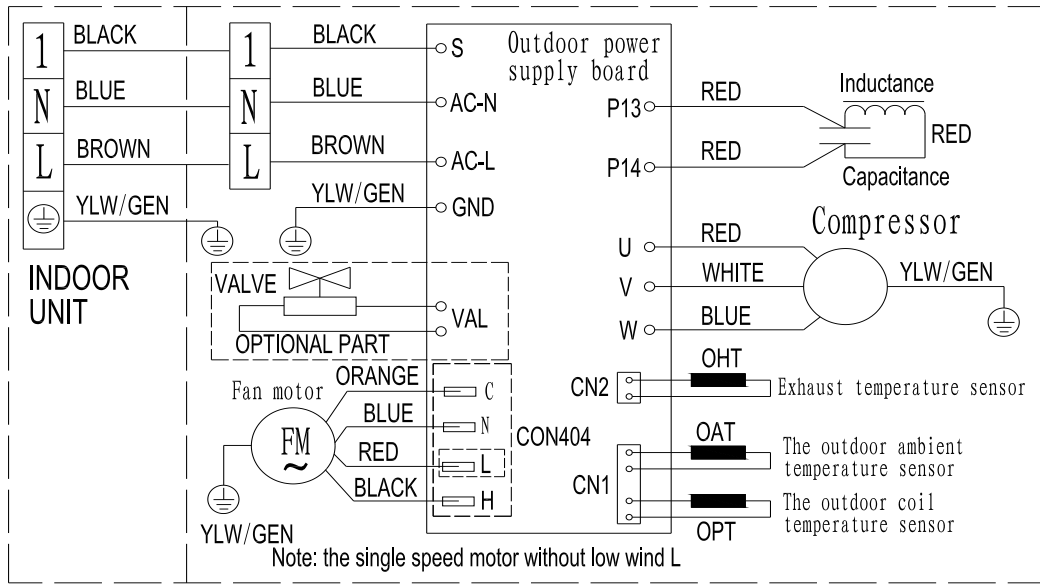 1
BLACK
1
BLACK
S
Outdoor power
supply board
N
BLUE
N
BLUE
AC-N
L
BROWN
L
BROWN
AC-L
YLW/GEN
YLW/GEN
GND
INDOOR
UNIT
VALVE
VAL
OPTIONAL PART
Fan motor
FM
~
ORANGE
C
BLUE
N
RED
L
BLACK
H
CON404
YLW/GEN
P13
RED
Inductance
RED
P14
RED
Capacitance
Compressor
U
RED
V
WHITE
YLW/GEN
W
BLUE
CN2
OHT
Exhaust temperature sensor
CN1
OAT
The outdoor ambient
temperature sensor
OPT
The outdoor coil
temperature sensor
Note: the single speed motor without low wind L